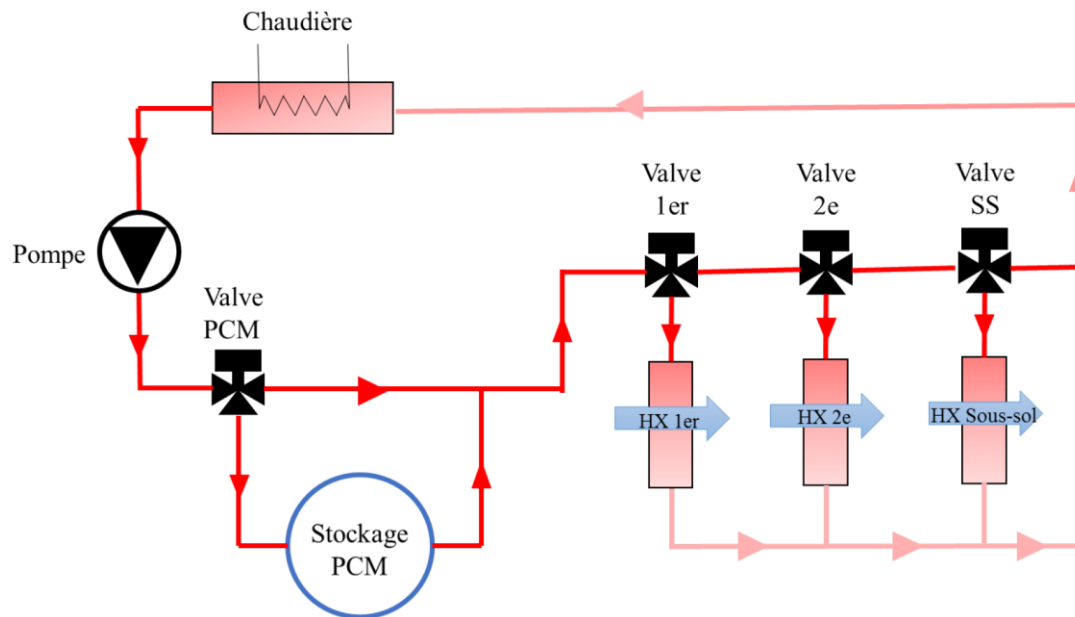 Chaudière
Valve
1er
Valve
2e
Valve
SS
Pompe
Valve
PCM
HX 1er
HX 2e
HX Sous-sol
Stockage
PCM